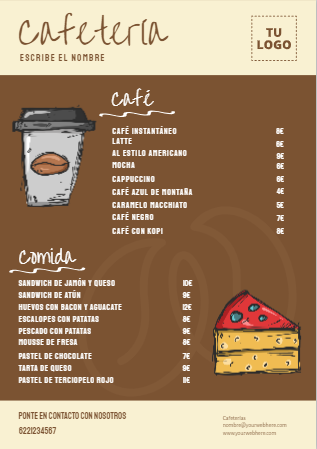 Cafetería
ESCRIBE EL NOMBRE
TU
LOGO
Café
CAFÉ INSTANTÁNEO 8€
LATTE 6€
AL ESTILO AMERICANO 9€
MOCHA 8€
CAPPUCCINO 6€
CAFÉ AZUL DE MONTAÑA 4€
CARAMELO MACCHIATO 5€
CAFÉ NEGRO 7€
CAFÉ CON KOPI 8€
Comida
SANDWICH DE JAMÓN Y QUESO 10€
SANDWICH DE ATÚN 9€
HUEVOS CON BACON Y AGUACATE 12€
ESCALOPES CON PATATAS 8€
PESCADO CON PATATAS 9€
MOUSSE DE FRESA 8€
PASTEL DE CHOCOLATE 7€
TARTA DE QUESO 9€
PASTEL DE TERCIOPELO ROJO 8€
PONTE EN CONTACTO CON NOSOTROS
6221234567
Cafeterías
nombre@yourwebhere.com
www.yourwebhere.com